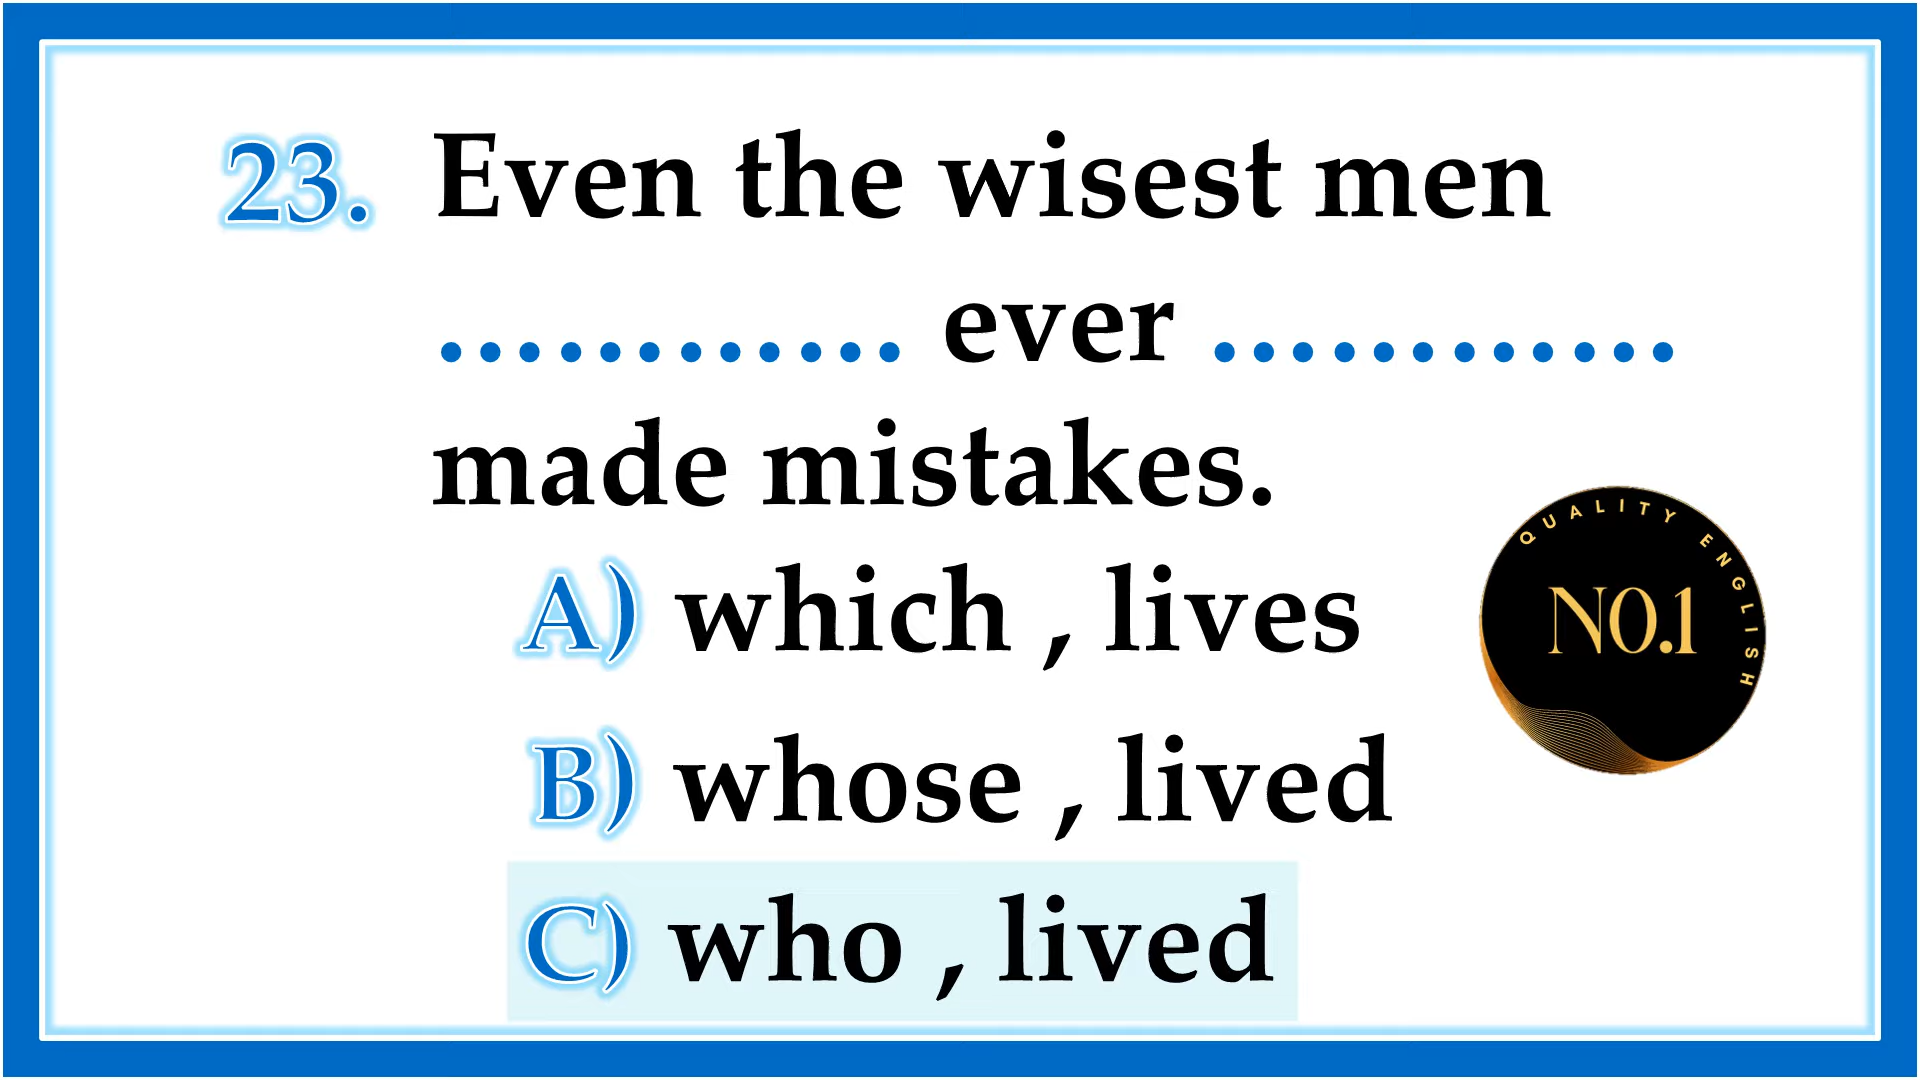 23. Even the wisest men
............ ever ............
made mistakes.
A) which , lives
B) whose , lived
C) who , lived
QUALITY ENGLISH
NO.1